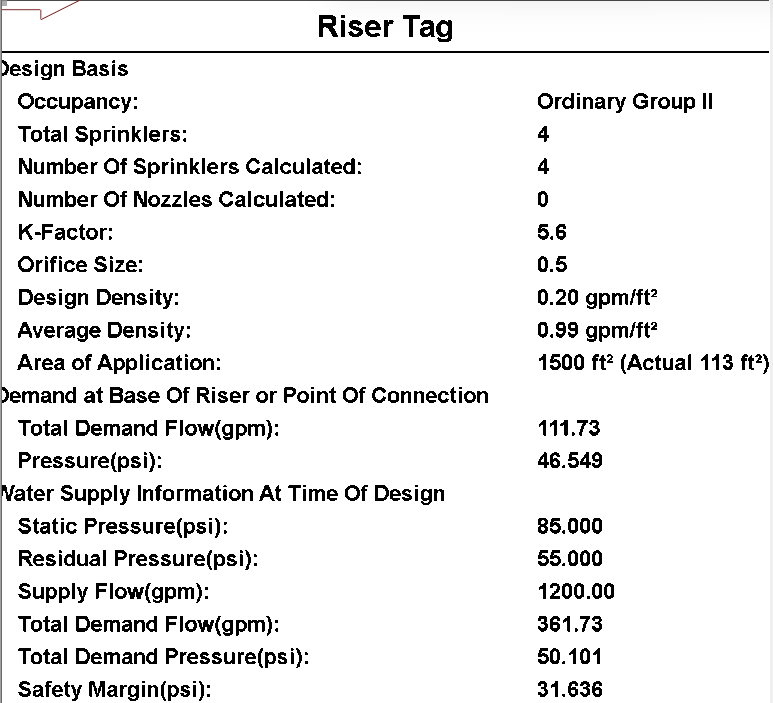 Riser Tag
Design Basis
Occupancy: Ordinary Group II
Total Sprinklers: 4
Number Of Sprinklers Calculated: 4
Number Of Nozzles Calculated: 0
K-Factor: 5.6
Orifice Size: 0.5
Design Density: 0.20 gpm/ft²
Average Density: 0.99 gpm/ft²
Area of Application: 1500 ft² (Actual 113 ft²)
Demand at Base Of Riser or Point Of Connection
Total Demand Flow(gpm): 111.73
Pressure(psi): 46.549
Water Supply Information At Time Of Design
Static Pressure(psi): 85.000
Residual Pressure(psi): 55.000
Supply Flow(gpm): 1200.00
Total Demand Flow(gpm): 361.73
Total Demand Pressure(psi): 50.101
Safety Margin(psi): 31.636